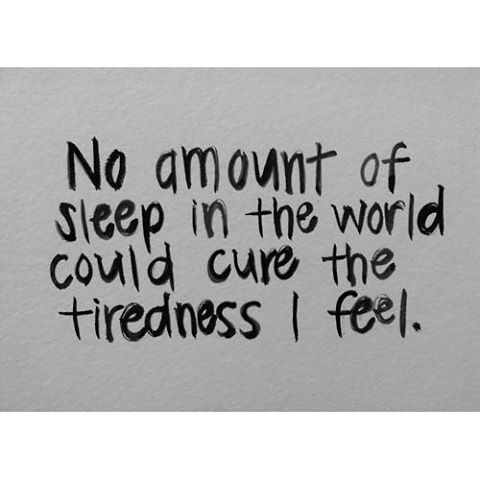 No amount of
sleep in the world
could cure the
tiredness I feel.